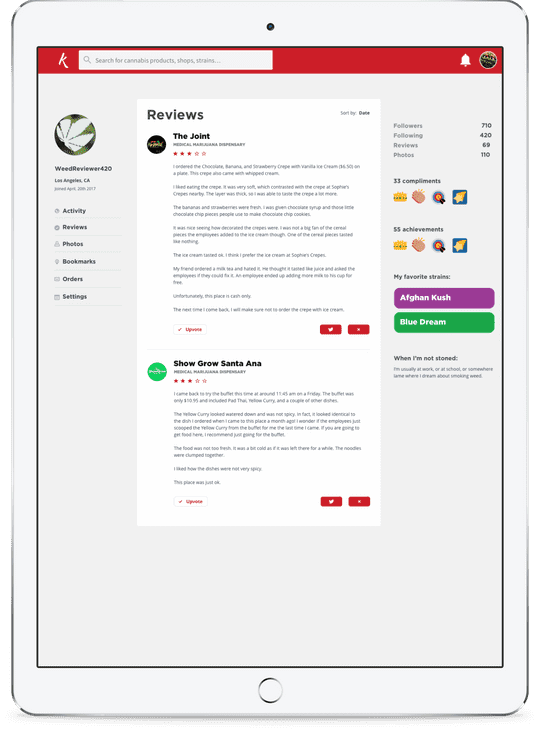 k
Search for cannabis products, shops, strains...
WeedReviewer420
Los Angeles, CA
Joined April, 20th 2017
Activity
Reviews
Photos
Bookmarks
Orders
Settings
Reviews
Sort by: Date
The Joint
MEDICAL MARIJUANA DISPENSARY
I ordered the Chocolate, Banana, and Strawberry Crepe with Vanilla Ice Cream ($6.50) on
a plate. This crepe also came with whipped cream.
I liked eating the crepe. It was very soft, which contrasted with the crepe at Sophie's
Crepes nearby. The layer was thick, so I was able to taste the crepe a lot more.
The bananas and strawberries were fresh. I was given chocolate syrup and those little
chocolate chip pieces people use to make chocolate chip cookies.
It was nice seeing how decorated the crepes were. I was not a big fan of the cereal
pieces the employees added to the ice cream though. One of the cereal pieces tasted
like nothing.
The ice cream tasted ok. I think I prefer the ice cream at Sophie's Crepes.
My friend ordered a milk tea and hated it. He thought it tasted like juice and asked the
employees if they could fix it. An employee ended up adding more milk to his cup for
free.
Unfortunately, this place is cash only.
The next time I come back, I will make sure not to order the crepe with ice cream.
Upvote
Show Grow Santa Ana
MEDICAL MARIJUANA DISPENSARY
I came back to try the buffet this time at around 11:45 am on a Friday. The buffet was
only $10.95 and included Pad Thai, Yellow Curry, and a couple of other dishes.
The Yellow Curry looked watered down and was not spicy. In fact, it looked identical to
the dish I ordered when I came to this place a month ago! I wonder if the employees just
scooped the Yellow Curry from the buffet for me the last time I came. If you are going to
get food here, I recommend just going for the buffet.
The food was not too fresh. It was a bit cold as if it was left there for a while. The noodles
were clumped together.
I liked how the dishes were not very spicy.
This place was just ok.
Upvote
Followers 710
Following 420
Reviews 69
Photos 110
33 compliments
55 achievements
My favorite strains:
Afghan Kush
Blue Dream
When I'm not stoned:
I'm usually at work, or at school, or somewhere
lame where I dream about smoking weed.